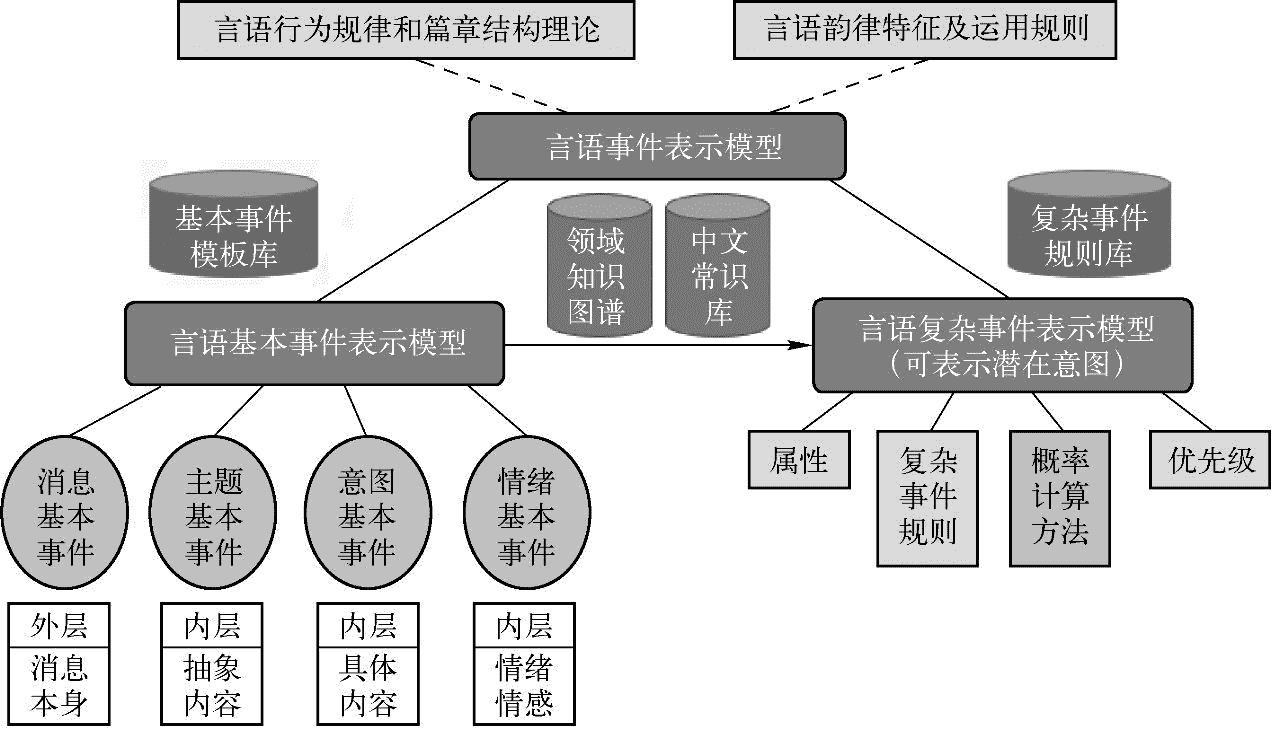 言语行为规律和篇章结构理论
言语韵律特征及运用规则
言语事件表示模型
基本事件
模板库
领域
知识
图谱
中文
常识
库
复杂事件
规则库
言语基本事件表示模型
言语复杂事件表示模型
（可表示潜在意图）
消息
基本
事件
主题
基本
事件
意图
基本
事件
情绪
基本
事件
属性
复杂
事件
规则
概率
计算
方法
优先级
外层
消息
本身
内层
抽象
内容
内层
具体
内容
内层
情绪
情感